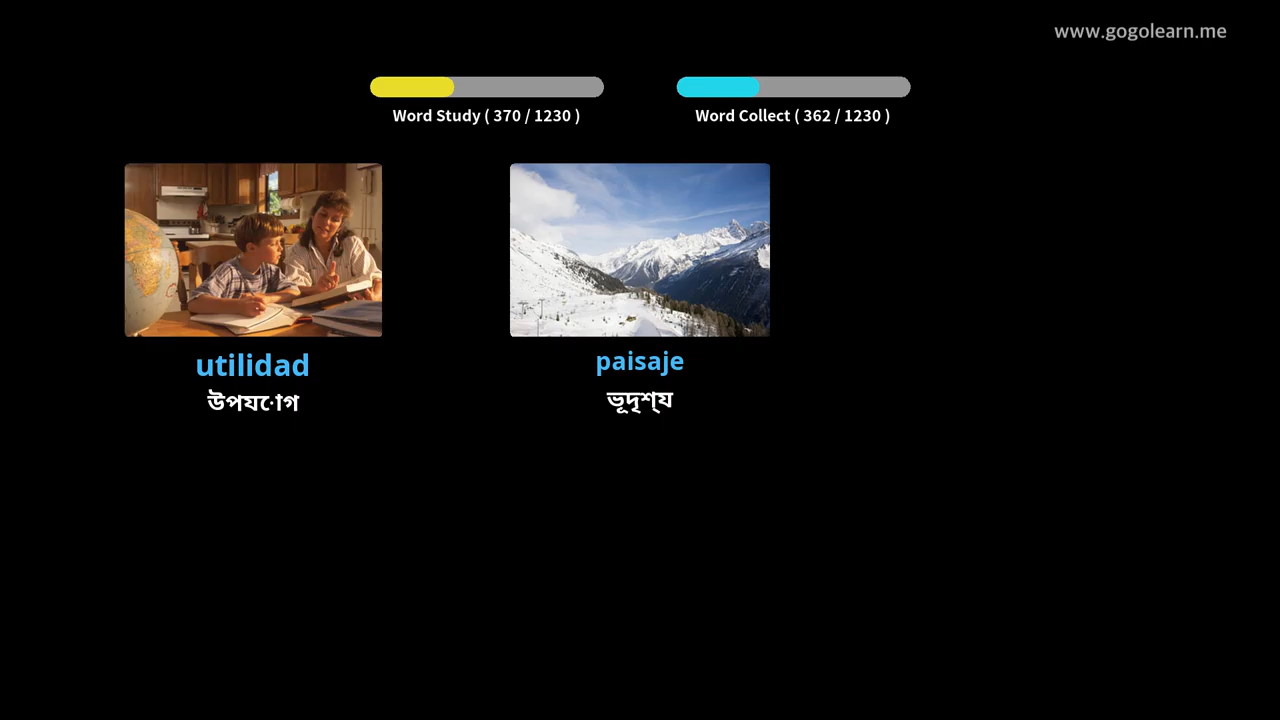 www.gogolearn.me
Word Study ( 370 / 1230 )
Word Collect ( 362 / 1230 )
utilidad
উপযোগ
paisaje
ভূদৃশ্য